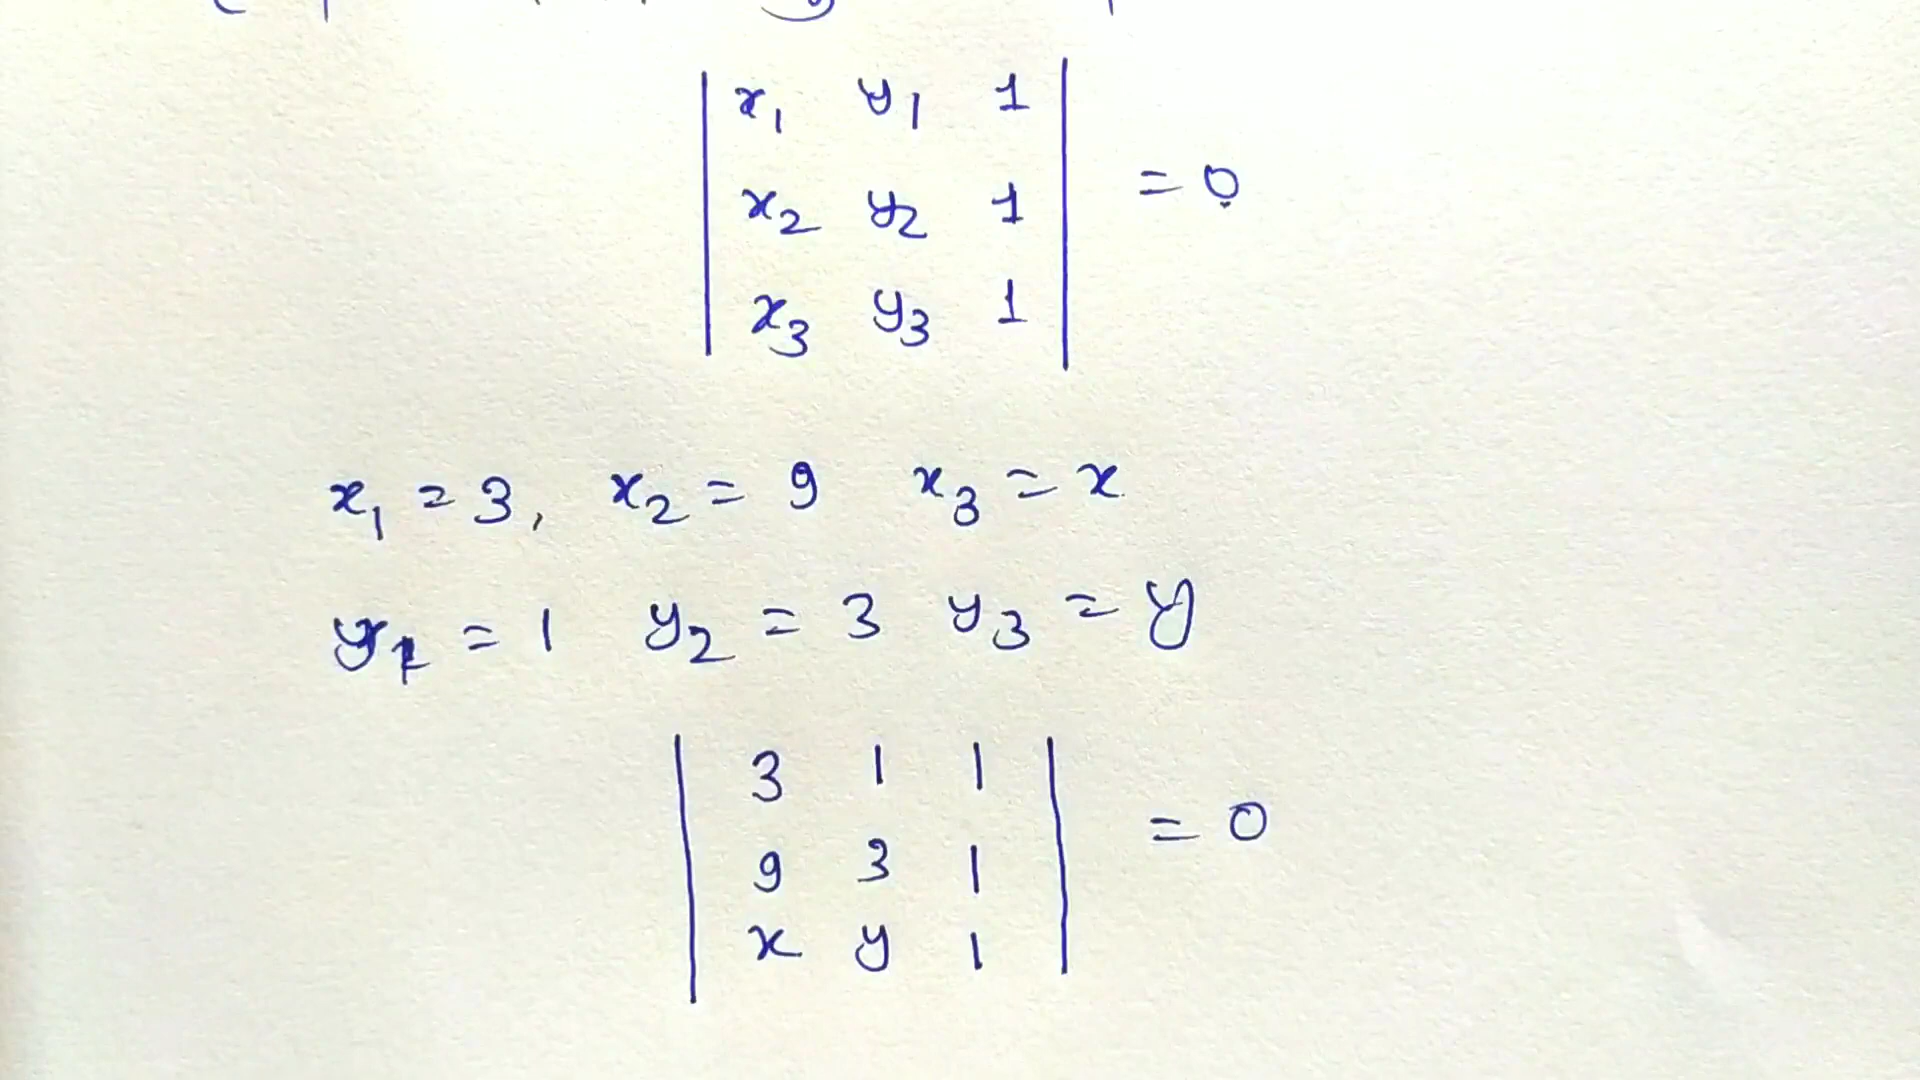 | x₁ y₁ 1 |
| x₂ y₂ 1 | = 0
| x₃ y₃ 1 |
x₁ = 3, x₂ = 9 x₃ = x
y₁ = 1 y₂ = 3 y₃ = y
| 3 1 1 |
| 9 3 1 | = 0
| x y 1 |